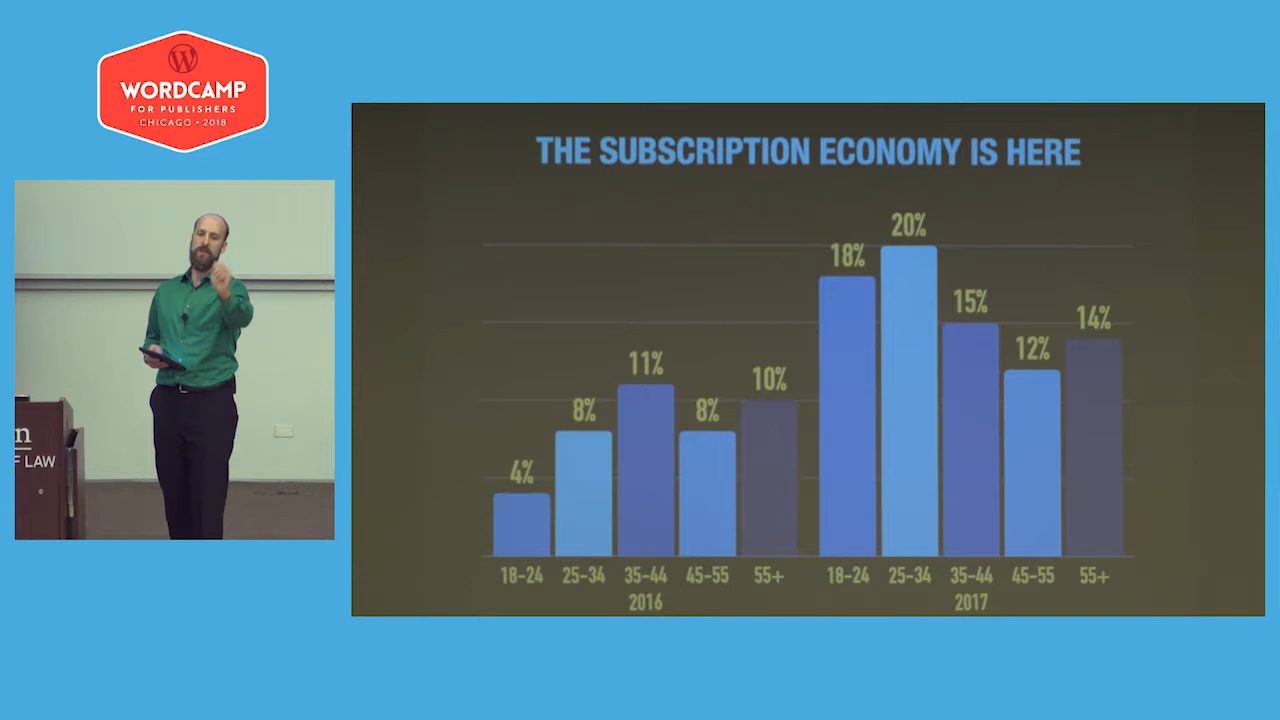 WORDCAMP
FOR PUBLISHERS
CHICAGO • 2018
THE SUBSCRIPTION ECONOMY IS HERE
4%
8%
11%
8%
10%
18%
20%
15%
12%
14%
18-24 25-34 35-44 45-55 55+ 18-24 25-34 35-44 45-55 55+
2016 2017
n
F LAW